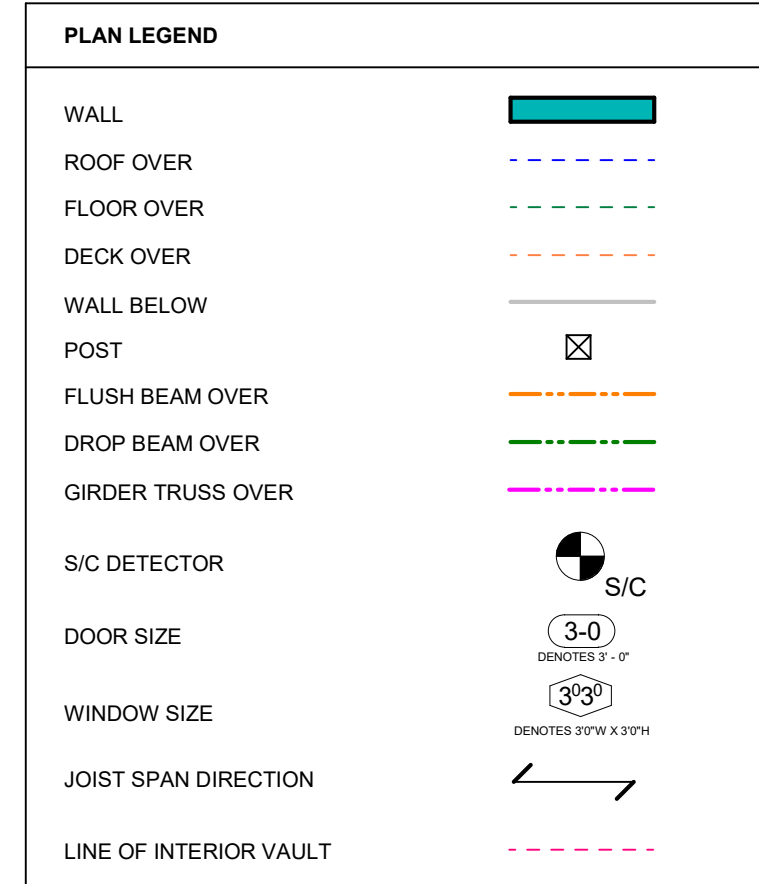 PLAN LEGEND
WALL
ROOF OVER
FLOOR OVER
DECK OVER
WALL BELOW
POST
FLUSH BEAM OVER
DROP BEAM OVER
GIRDER TRUSS OVER
S/C DETECTOR
S/C
DOOR SIZE
3-0
DENOTES 3' - 0"
WINDOW SIZE
3⁰3⁰
DENOTES 3'0"W X 3'0"H
JOIST SPAN DIRECTION
LINE OF INTERIOR VAULT